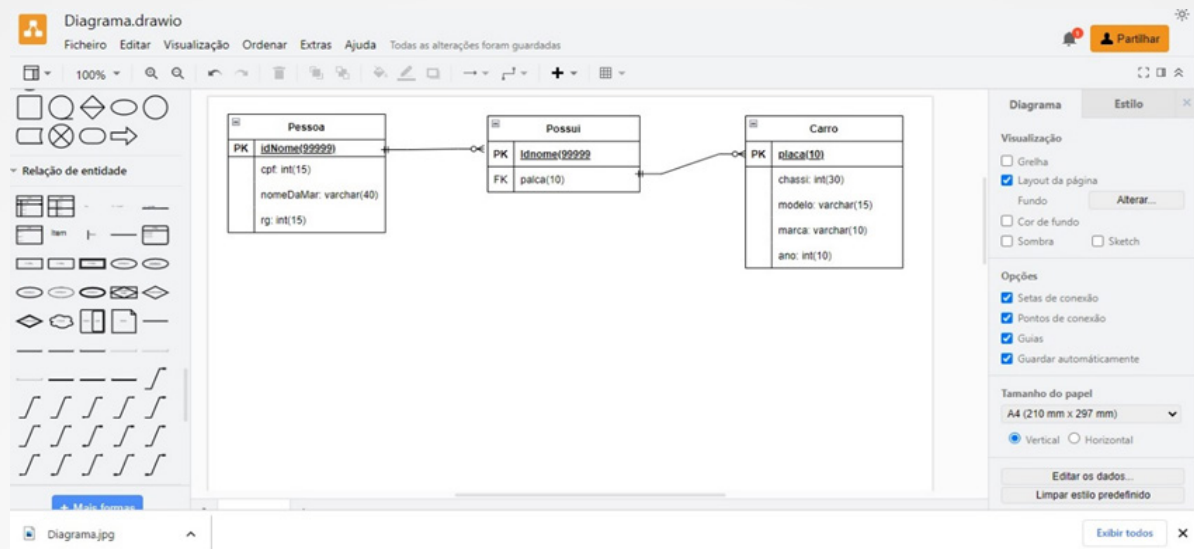 Diagrama.drawio
Ficheiro Editar Visualização Ordenar Extras Ajuda Todas as alterações foram guardadas
1
Partilhar
100%
Relação de entidade
Item
+ Mais formas
Pessoa
PK idNome(99999)
cpf: int(15)
nomeDaMar: varchar(40)
rg: int(15)
Possui
PK Idnome(99999
FK palca(10)
Carro
PK placa(10)
chassi: int(30)
modelo: varchar(15)
marca: varchar(10)
ano: int(10)
Diagrama Estilo
Visualização
Grelha
Layout da página
Fundo Alterar...
Cor de fundo
Sombra Sketch
Opções
Setas de conexão
Pontos de conexão
Guias
Guardar automáticamente
Tamanho do papel
A4 (210 mm x 297 mm)
Vertical Horizontal
Editar os dados...
Limpar estilo predefinido
Diagrama.jpg
Exibir todos